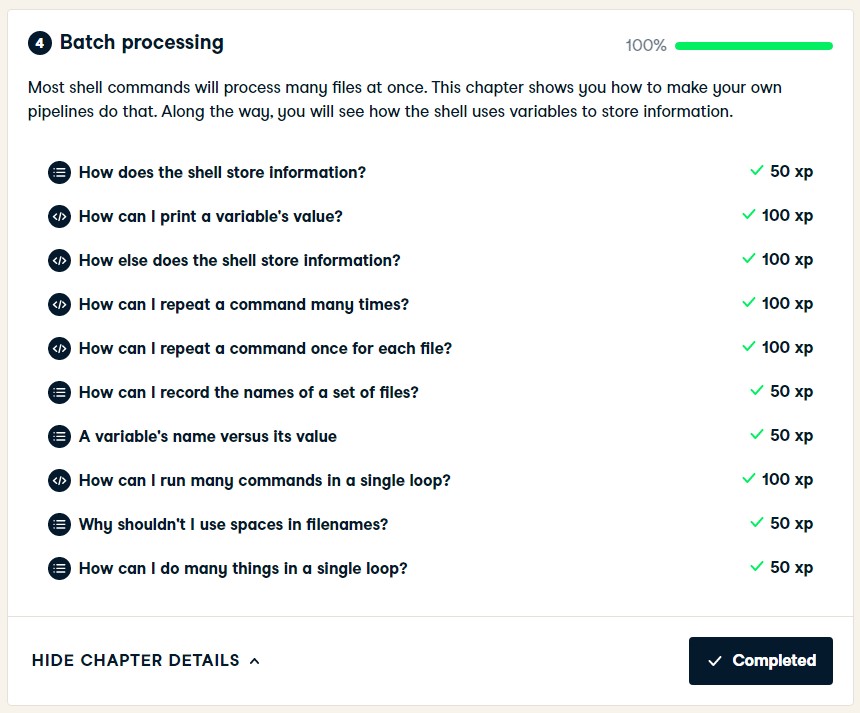 4 Batch processing 100%
Most shell commands will process many files at once. This chapter shows you how to make your own
pipelines do that. Along the way, you will see how the shell uses variables to store information.
How does the shell store information? 50 xp
How can I print a variable's value? 100 xp
How else does the shell store information? 100 xp
How can I repeat a command many times? 100 xp
How can I repeat a command once for each file? 100 xp
How can I record the names of a set of files? 50 xp
A variable's name versus its value 50 xp
How can I run many commands in a single loop? 100 xp
Why shouldn't I use spaces in filenames? 50 xp
How can I do many things in a single loop? 50 xp
HIDE CHAPTER DETAILS Completed